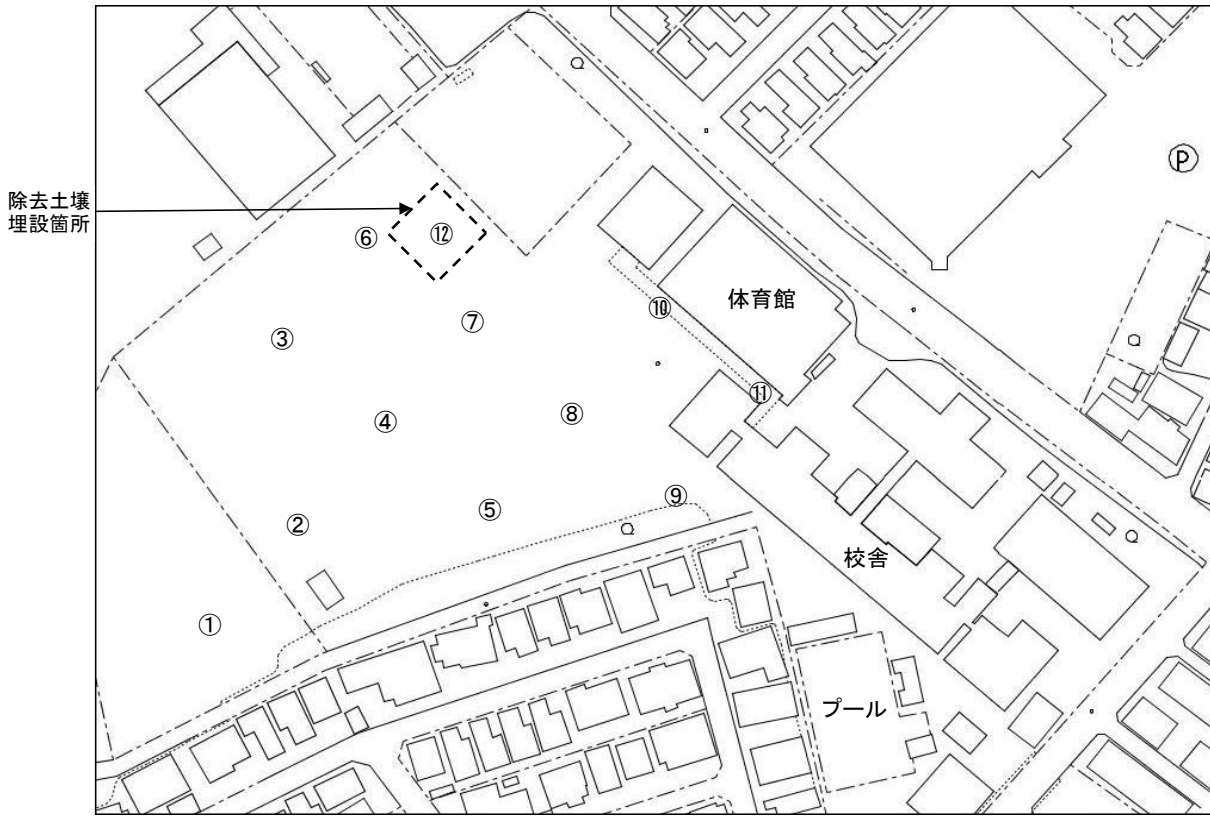 Ⓟ
除去土壌
埋設箇所
⑥
⑫
体育館
⑩
③
⑦
⑪
④
⑧
②
⑤
⑨
校舎
①
プール